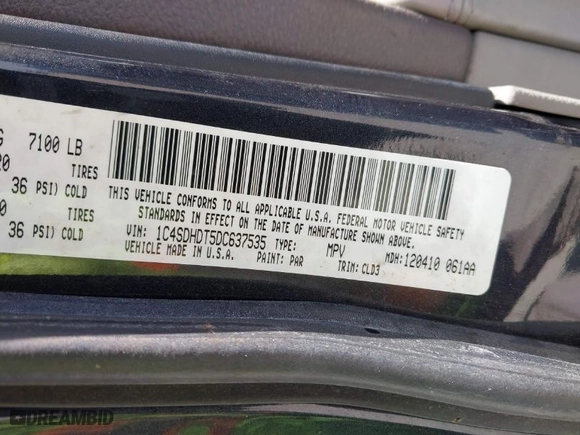 G 7100 LB
20 TIRES
36 PSI) COLD
0 TIRES
36 PSI) COLD
THIS VEHICLE CONFORMS TO ALL APPLICABLE U.S.A. FEDERAL MOTOR VEHICLE SAFETY
STANDARDS IN EFFECT ON THE DATE OF MANUFACTURE SHOWN ABOVE.
VIN: 1C4SDHDT5DC637535 TYPE: MPV MDH:120410 061AA
VEHICLE MADE IN U.S.A. PAINT: PAR TRIM: CLD3
DREAMBID